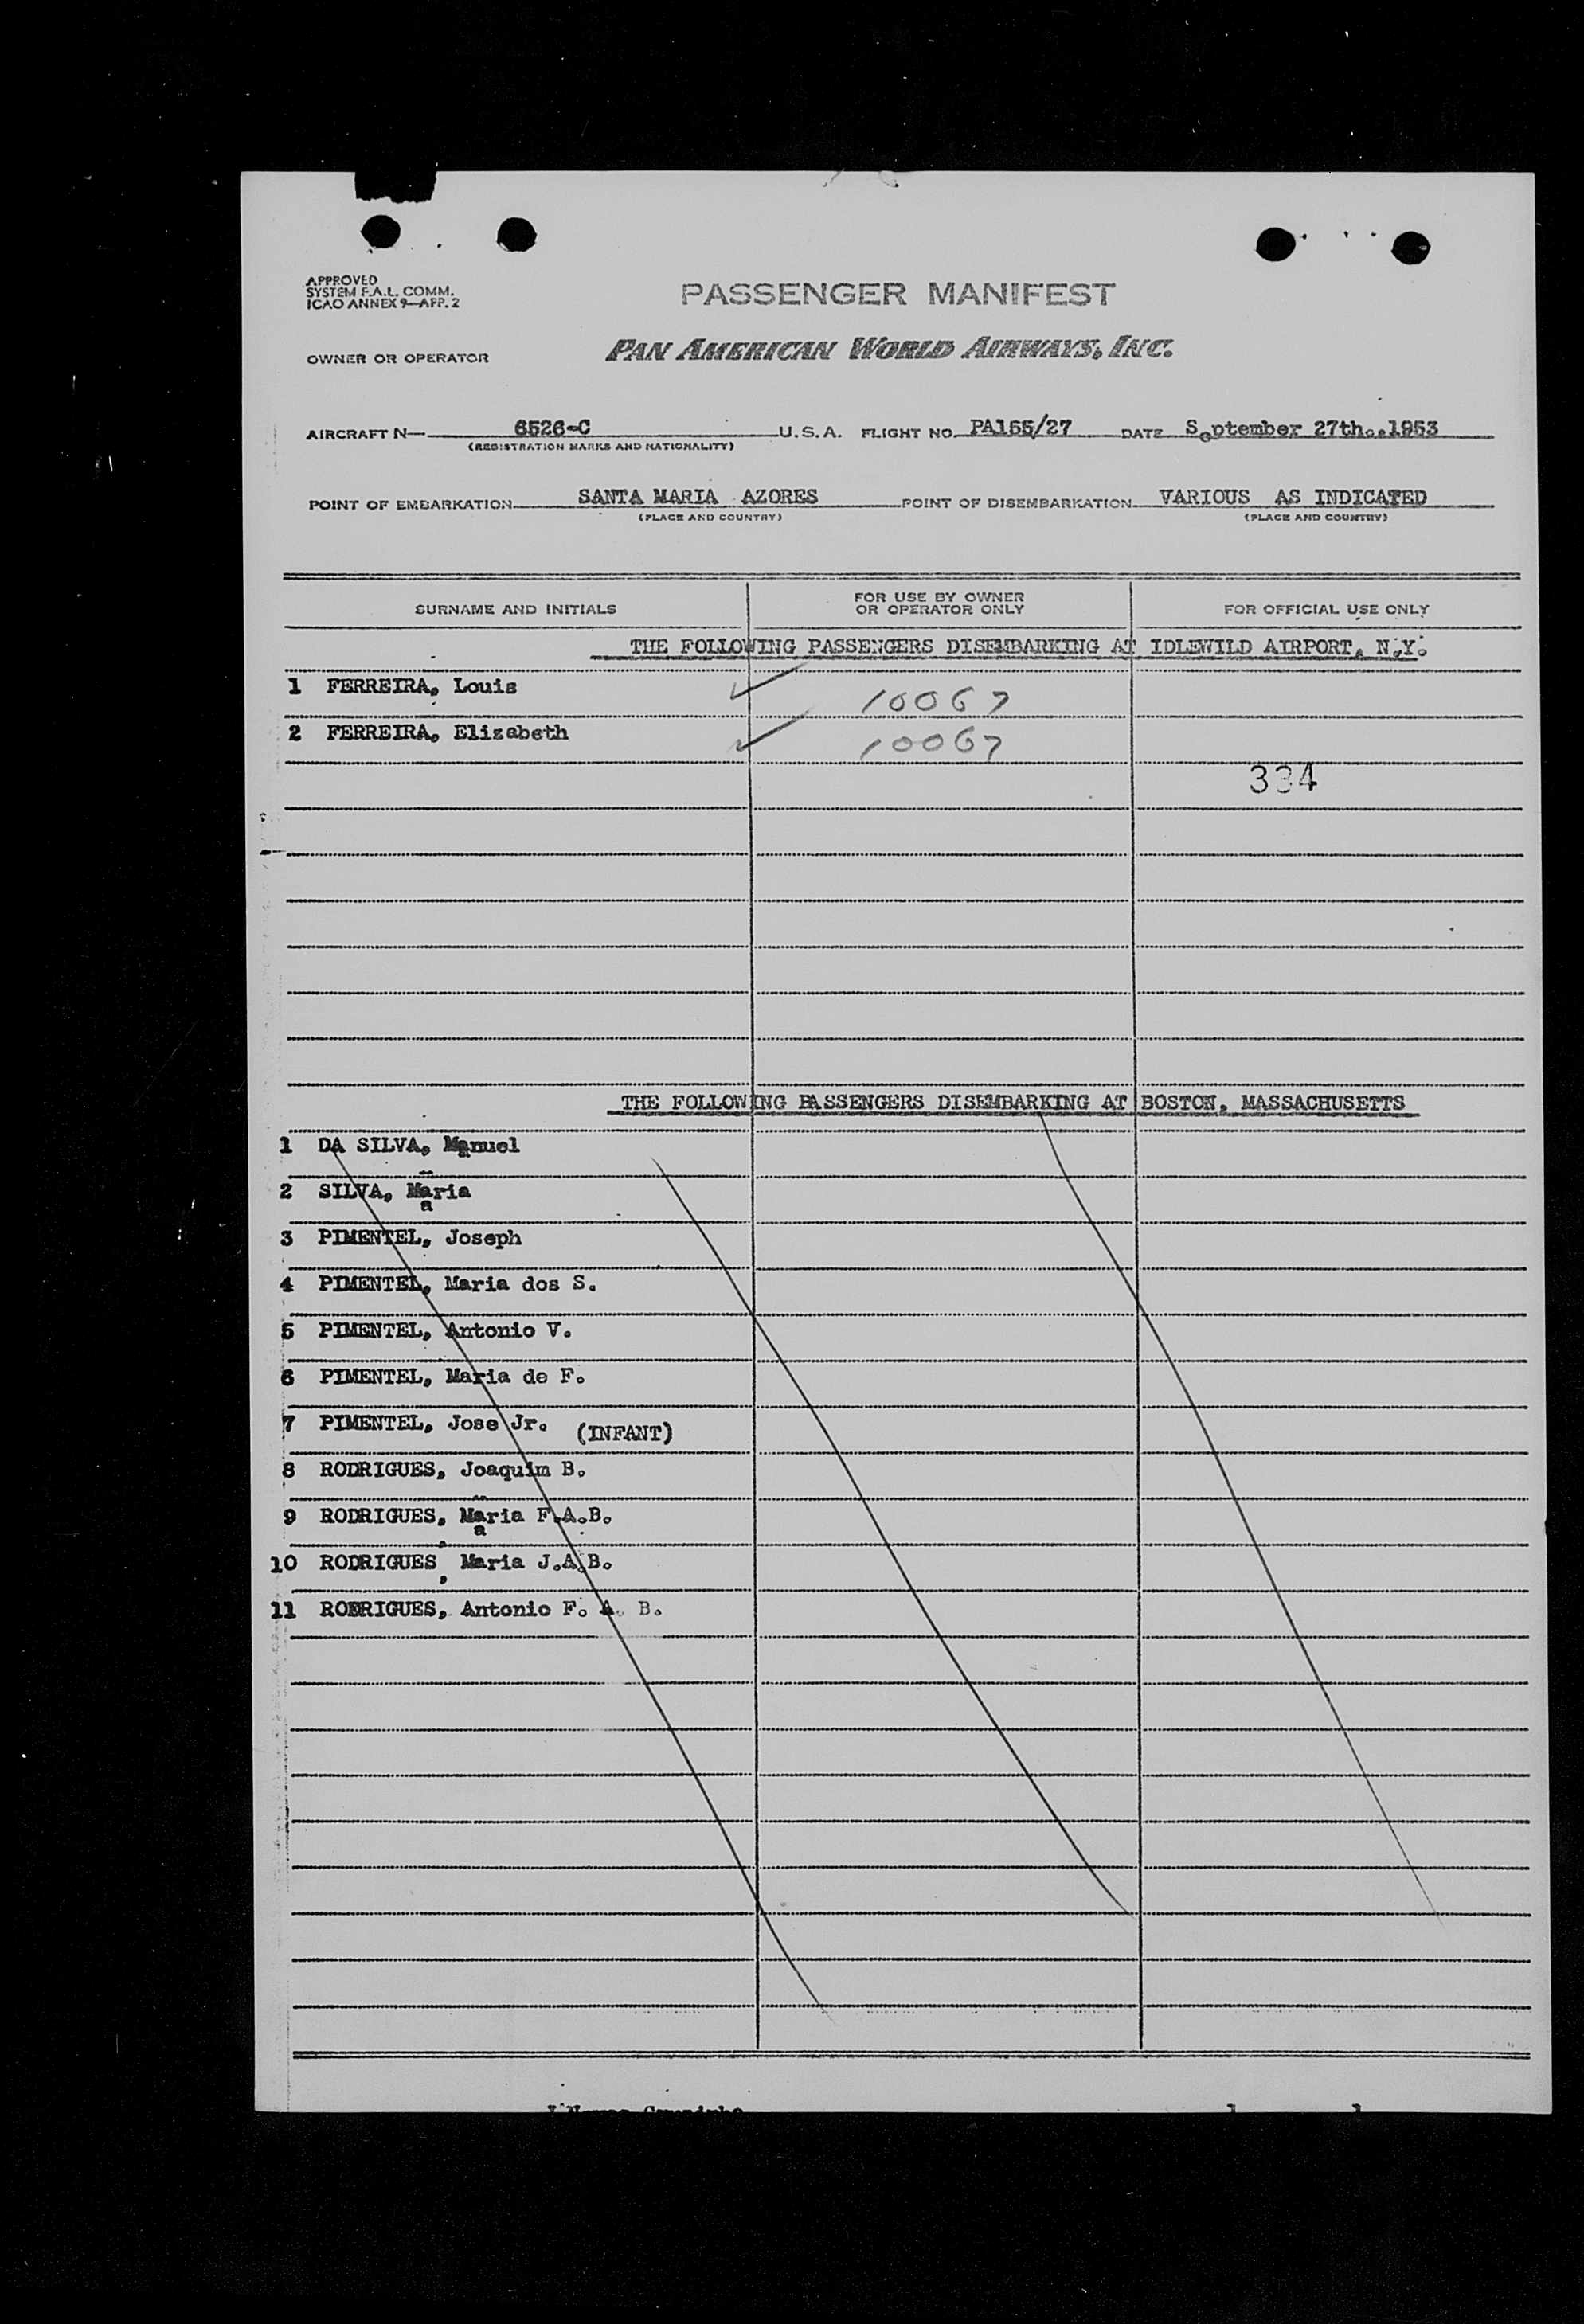 APPROVED
SYSTEM F.A.L. COMM.
ICAO ANNEX 9—APP. 2
PASSENGER MANIFEST
OWNER OR OPERATOR PAN AMERICAN WORLD AIRWAYS, INC.
AIRCRAFT N— 6526-C U.S.A. FLIGHT NO. PA155/27 DATE September 27th..1953
(REGISTRATION MARKS AND NATIONALITY)
POINT OF EMBARKATION SANTA MARIA AZORES POINT OF DISEMBARKATION VARIOUS AS INDICATED
(PLACE AND COUNTRY) (PLACE AND COUNTRY)
SURNAME AND INITIALS FOR USE BY OWNER OR OPERATOR ONLY FOR OFFICIAL USE ONLY
THE FOLLOWING PASSENGERS DISEMBARKING AT IDLEWILD AIRPORT, N.Y.
1 FERREIRA, Louis 10067
2 FERREIRA, Elizabeth 10067
334
THE FOLLOWING PASSENGERS DISEMBARKING AT BOSTON, MASSACHUSETTS
1 DA SILVA, Manuel
2 SILVA, Maria
3 PIMENTEL, Joseph
4 PIMENTEL, Maria dos S.
5 PIMENTEL, Antonio V.
6 PIMENTEL, Maria de F.
7 PIMENTEL, Jose Jr. (INFANT)
8 RODRIGUES, Joaquim B.
9 RODRIGUES, Maria F.A.B.
10 RODRIGUES, Maria J.A.B.
11 RODRIGUES, Antonio F. A. B.